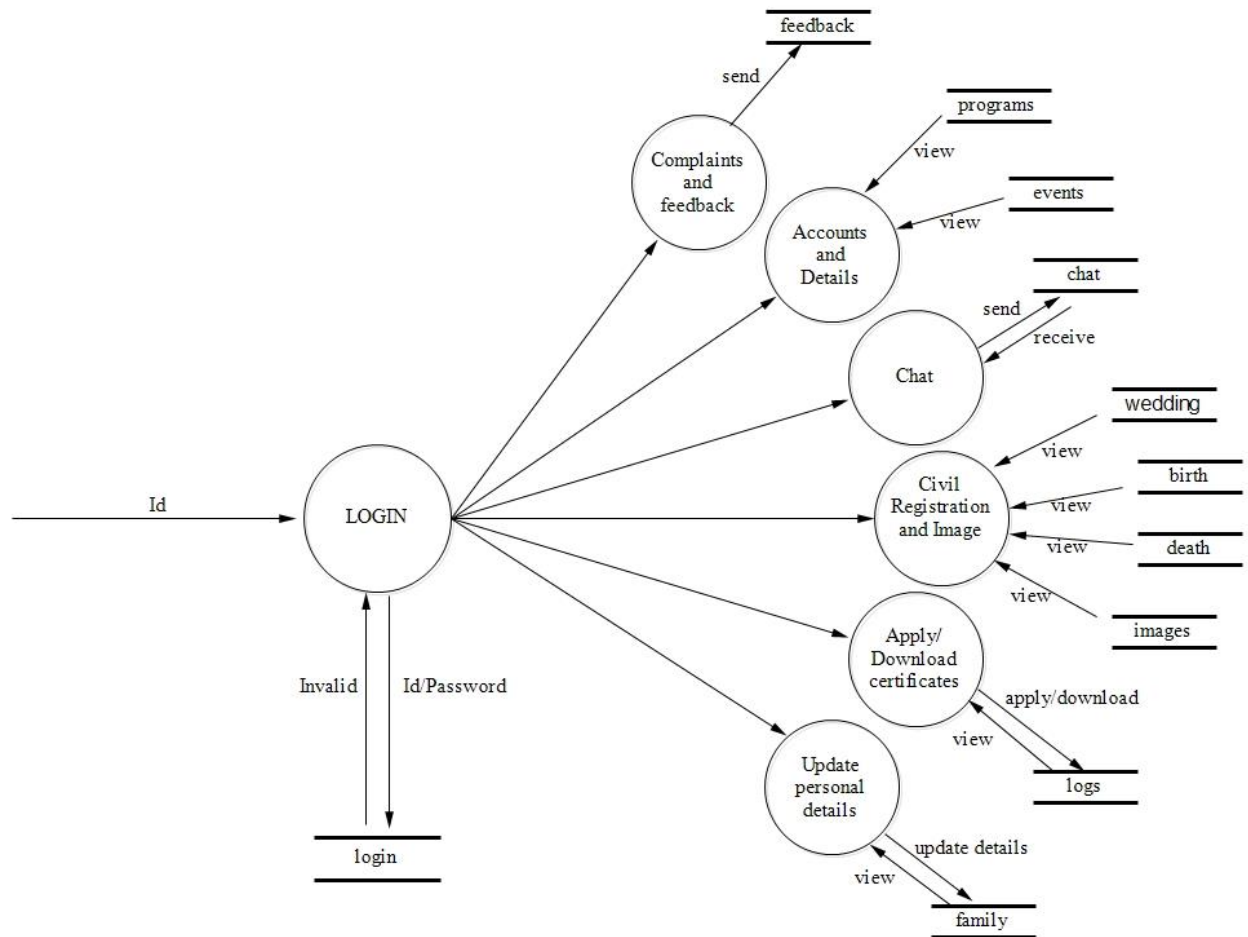 feedback
send
programs
Complaints
and
feedback
view
events
view
Accounts
and
Details
chat
send
receive
Chat
wedding
view
birth
view
Civil
Registration
and Image
death
view
images
view
Id
LOGIN
Apply/
Download
certificates
apply/download
view
logs
Invalid
Id/Password
Update
personal
details
update details
view
login
family